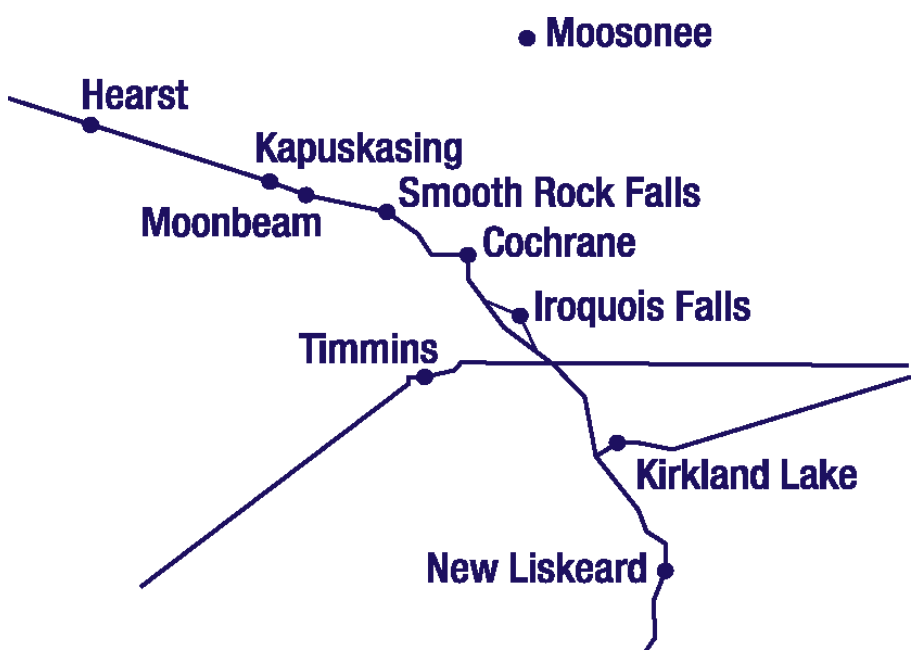 Moosonee
Hearst
Kapuskasing
Smooth Rock Falls
Moonbeam
Cochrane
Iroquois Falls
Timmins
Kirkland Lake
New Liskeard